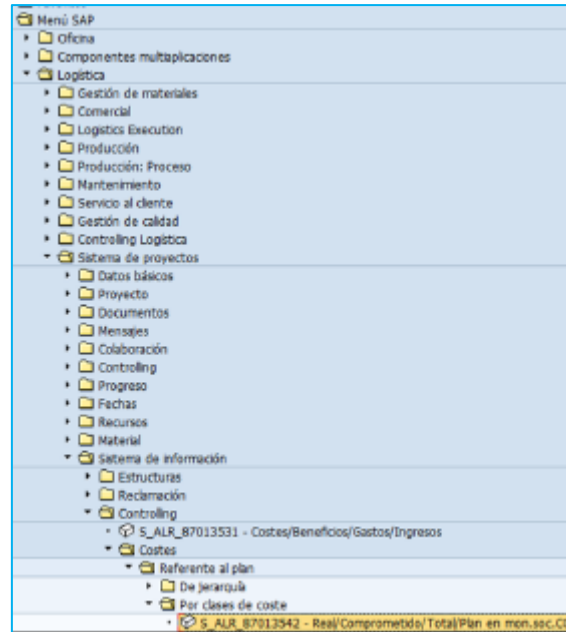 Menú SAP
Oficina
Componentes multiaplicaciones
Logística
Gestión de materiales
Comercial
Logistics Execution
Producción
Producción: Proceso
Mantenimiento
Servicio al cliente
Gestión de calidad
Controlling Logística
Sistema de proyectos
Datos básicos
Proyecto
Documentos
Mensajes
Colaboración
Controlling
Progreso
Fechas
Recursos
Material
Sistema de información
Estructuras
Reclamación
Controlling
S_ALR_87013531 - Costes/Beneficios/Gastos/Ingresos
Costes
Referente al plan
De jerarquía
Por clases de coste
S_ALR_87013542 - Real/Comprometido/Total/Plan en mon.soc.CO